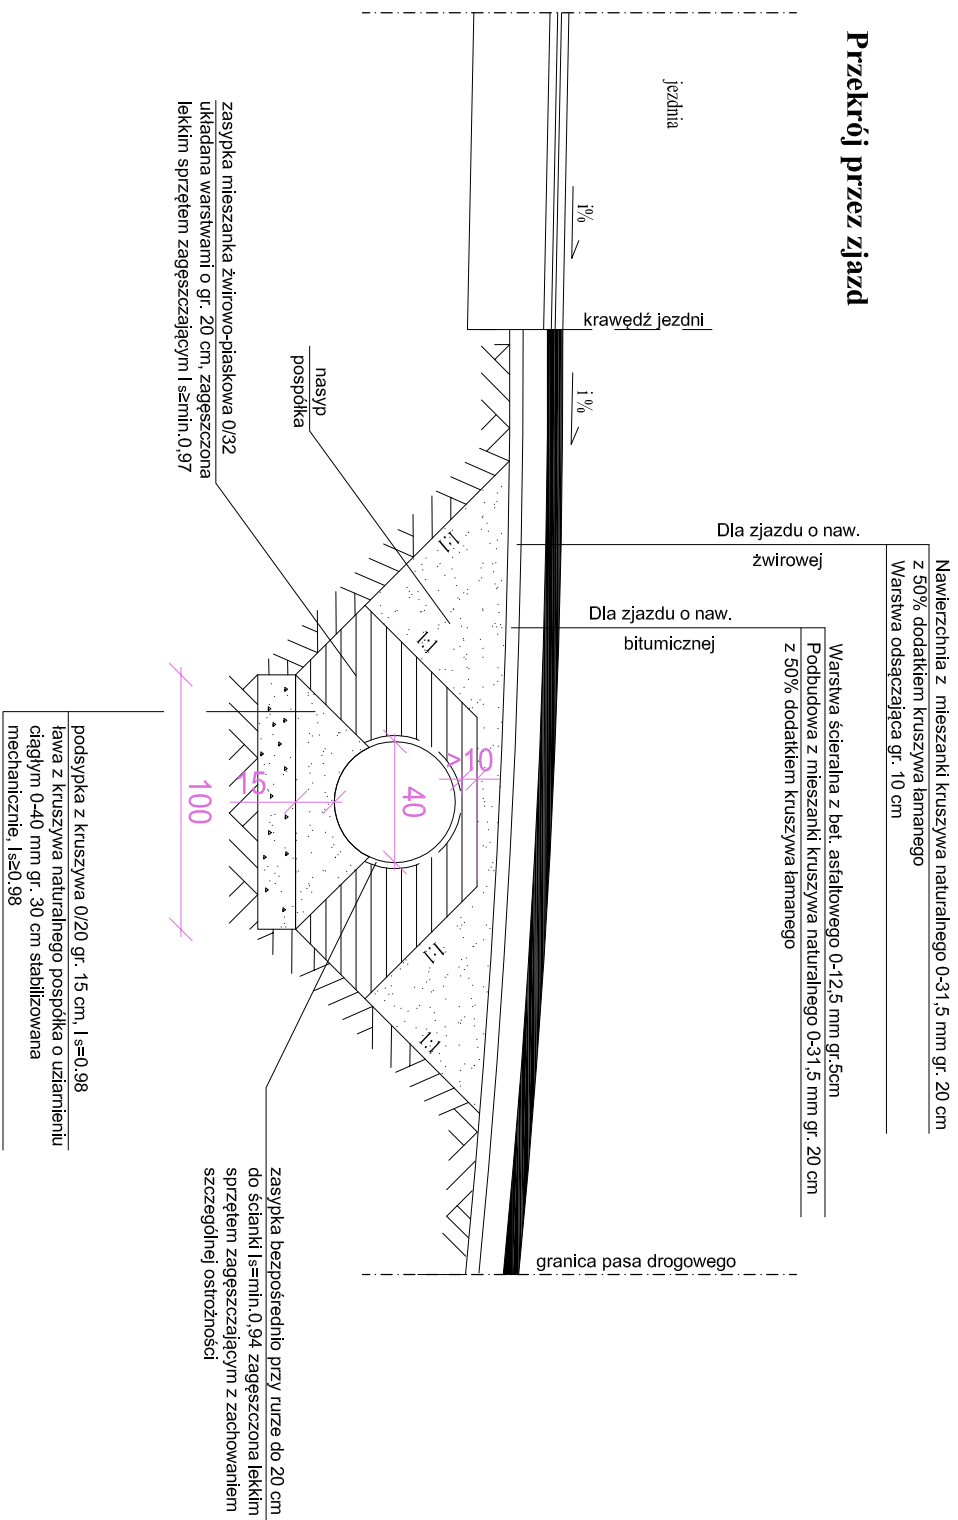 Przekrój przez zjazd
jezdnia
i%
i%
krawędź jezdni
Dla zjazdu o naw.
żwirowej
Nawierzchnia z mieszanki kruszywa naturalnego 0-31,5 mm gr. 20 cm
z 50% dodatkiem kruszywa łamanego
Warstwa odsączająca gr. 10 cm
Dla zjazdu o naw.
bitumicznej
Warstwa ścieralna z bet. asfaltowego 0-12,5 mm gr.5cm
Podbudowa z mieszanki kruszywa naturalnego 0-31,5 mm gr. 20 cm
z 50% dodatkiem kruszywa łamanego
granica pasa drogowego
nasyp
pospółka
zasypka mieszanka żwirowo-piaskowa 0/32
układana warstwami o gr. 20 cm, zagęszczona
lekkim sprzętem zagęszczającym Is≥min.0,97
1:1
1:1
1:1
1:1
>10
40
15
100
podsypka z kruszywa 0/20 gr. 15 cm, Is=0.98
ława z kruszywa naturalnego pospółka o uziarnieniu
ciągłym 0-40 mm gr. 30 cm stabilizowana
mechanicznie, Is≥0.98
zasypka bezpośrednio przy rurze do 20 cm
do ścianki Is=min.0,94 zagęszczona lekkim
sprzętem zagęszczającym z zachowaniem
szczególnej ostrożności